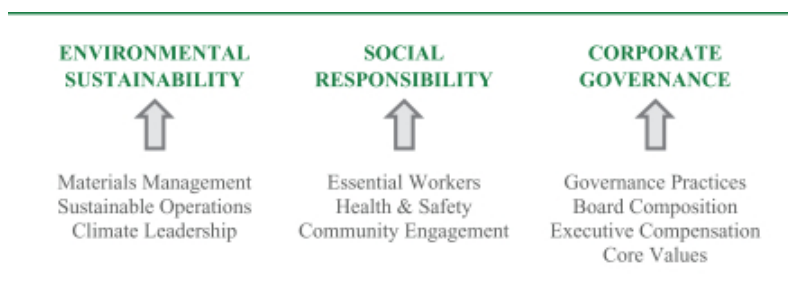 ENVIRONMENTAL
SUSTAINABILITY
Materials Management
Sustainable Operations
Climate Leadership
SOCIAL
RESPONSIBILITY
Essential Workers
Health & Safety
Community Engagement
CORPORATE
GOVERNANCE
Governance Practices
Board Composition
Executive Compensation
Core Values